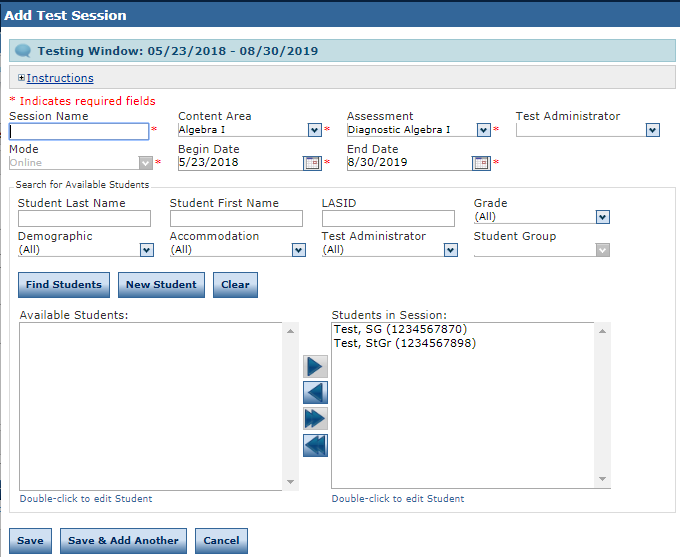 Add Test Session
Testing Window: 05/23/2018 - 08/30/2019
Instructions
* Indicates required fields
Session Name Content Area Assessment Test Administrator
* Algebra I * Diagnostic Algebra I *
Mode Begin Date End Date
Online * 5/23/2018 * 8/30/2019 *
Search for Available Students
Student Last Name Student First Name LASID Grade
(All)
Demographic Accommodation Test Administrator Student Group
(All) (All) (All)
Find Students New Student Clear
Available Students: Students in Session:
Test, SG (1234567870)
Test, StGr (1234567898)
Double-click to edit Student Double-click to edit Student
Save Save & Add Another Cancel